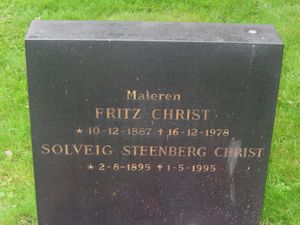 Maleren
FRITZ CHRIST
★ 10-12-1887 ✝ 16-12-1978
SOLVEIG STEENBERG CHRIST
★ 2-8-1895 ✝ 1-5-1995